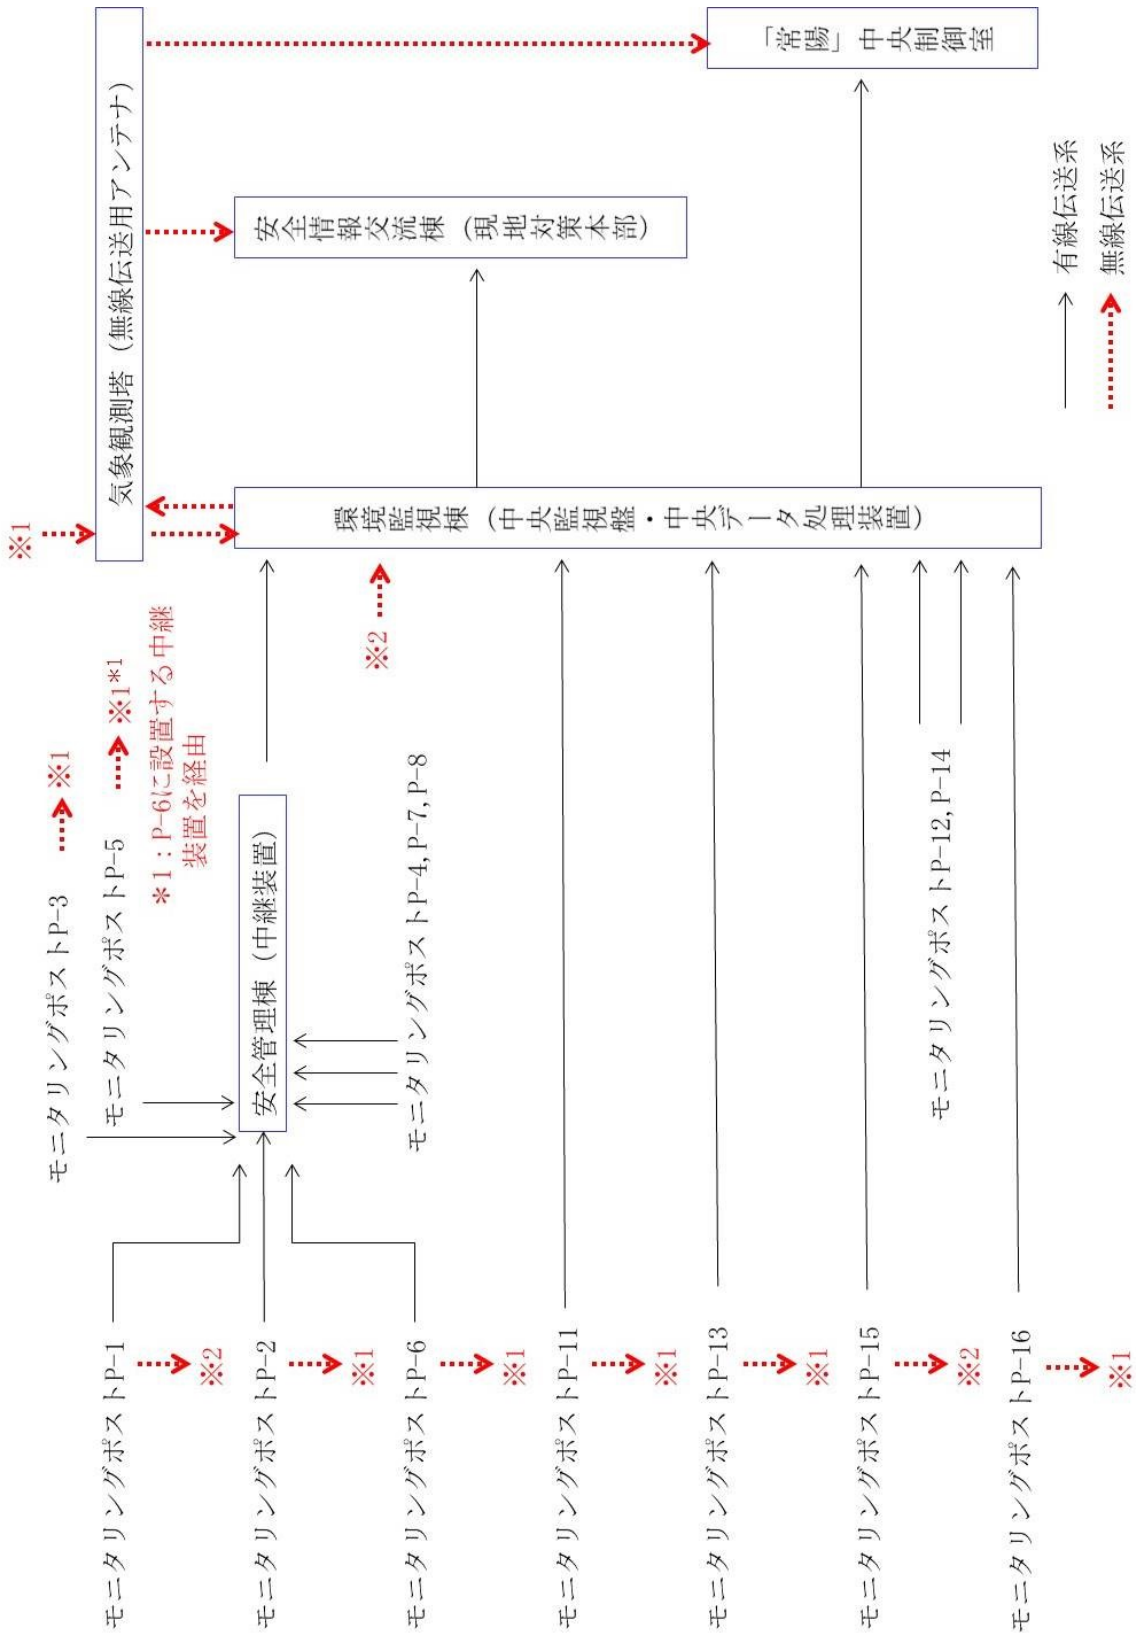 モニタリングポストP-3
※1
モニタリングポストP-5
※1*1
*1：P-6に設置する中継
装置を経由
※1
気象観測塔（無線伝送用アンテナ）
モニタリングポストP-1
※2
安全管理棟（中継装置）
モニタリングポストP-2
※1
モニタリングポストP-4,P-7,P-8
モニタリングポストP-6
※1
※2
環境監視棟（中央監視盤・中央データ処理装置）
安全情報交流棟（現地対策本部）
「常陽」中央制御室
モニタリングポストP-11
※1
モニタリングポストP-13
※1
モニタリングポストP-15
※2
モニタリングポストP-12,P-14
モニタリングポストP-16
※1
有線伝送系
無線伝送系